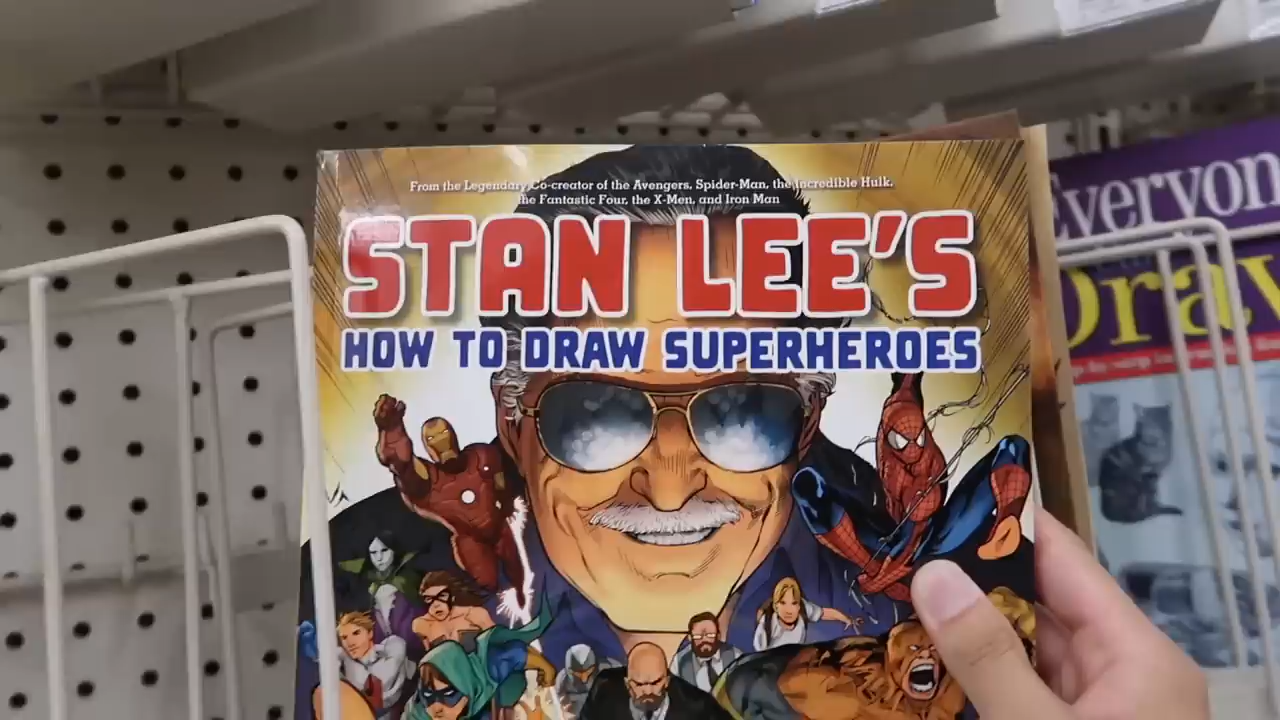 From the Legendary Co-creator of the Avengers, Spider-Man, the Incredible Hulk,
the Fantastic Four, the X-Men, and Iron Man
STAN LEE'S
HOW TO DRAW SUPERHEROES
Everyon
Draw